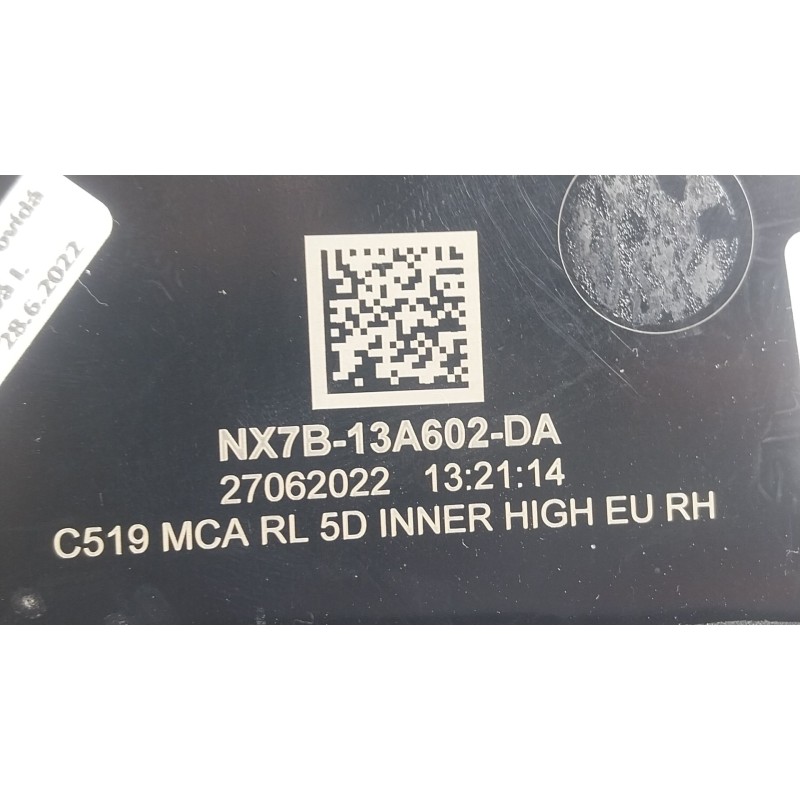 28.6.2022
NX7B-13A602-DA
27062022 13:21:14
C519 MCA RL 5D INNER HIGH EU RH